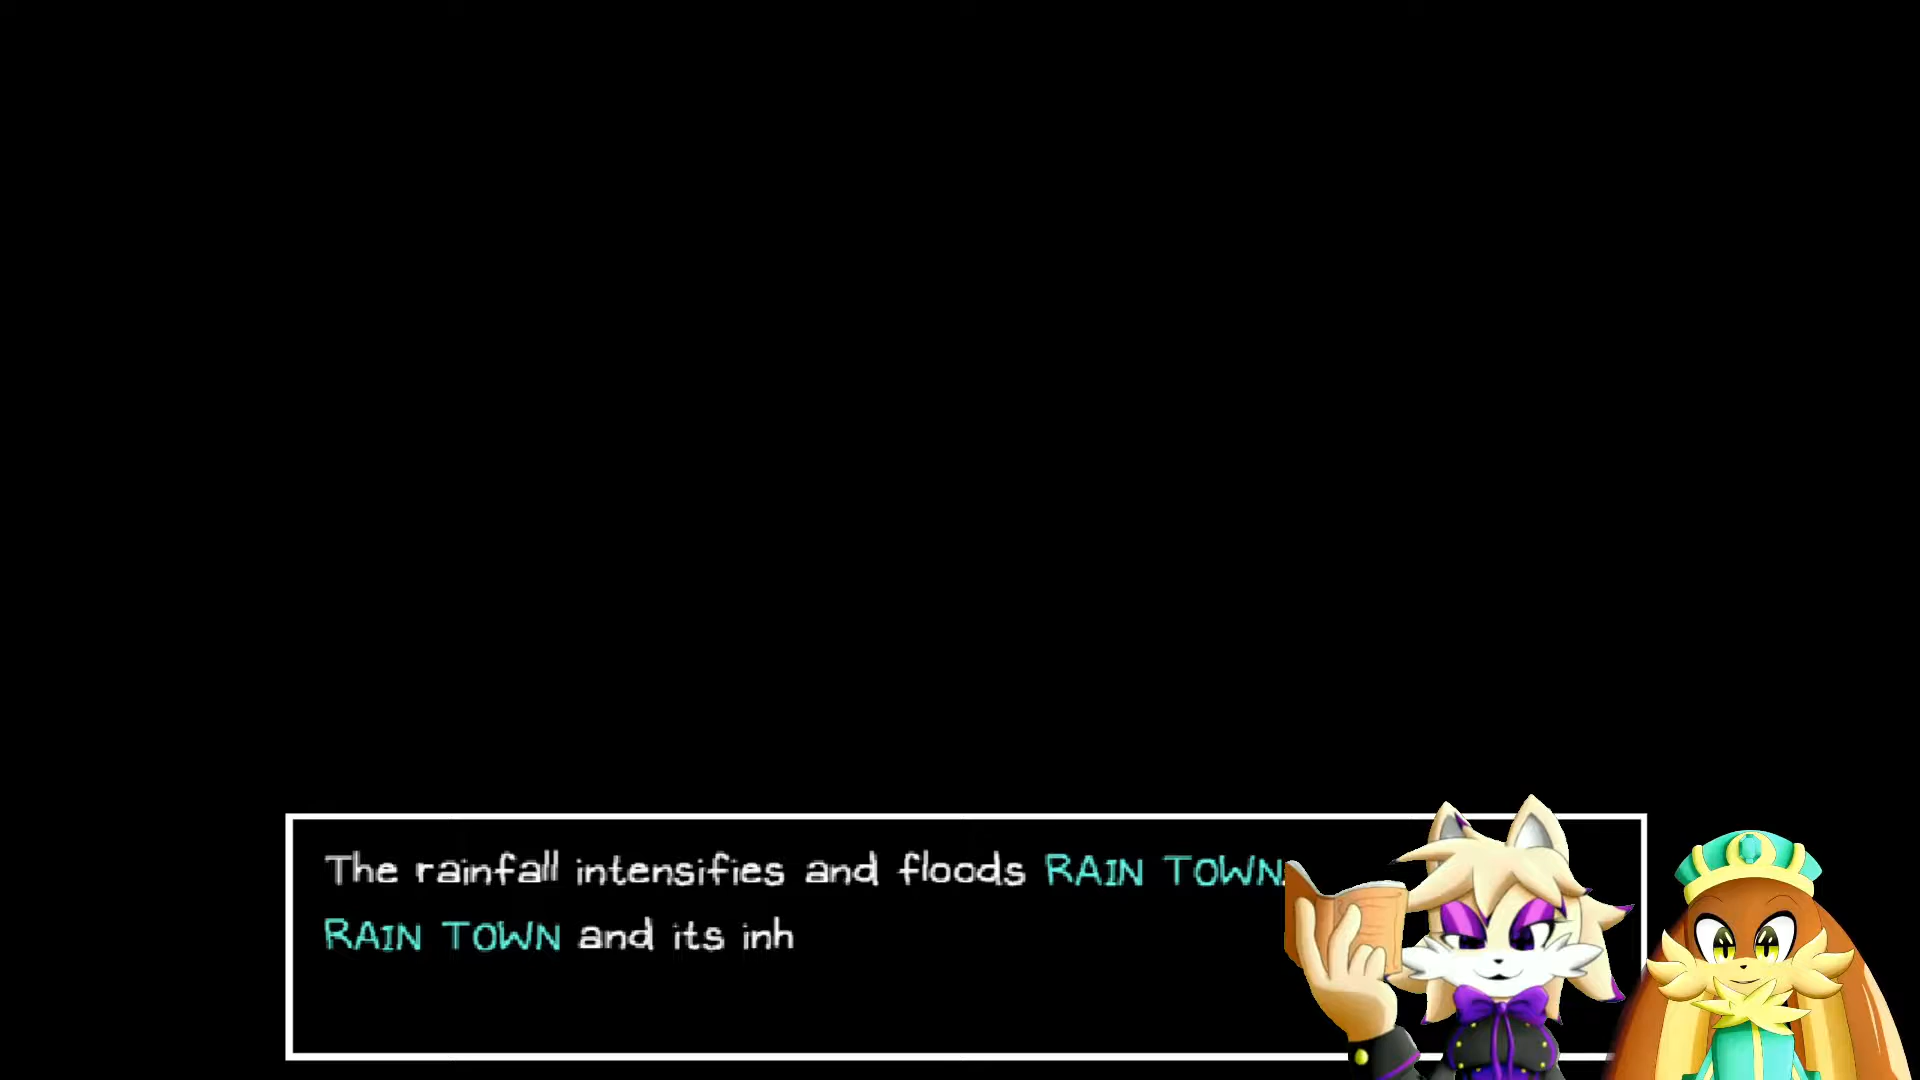 The rainfall intensifies and floods RAIN TOWN.
RAIN TOWN and its inh